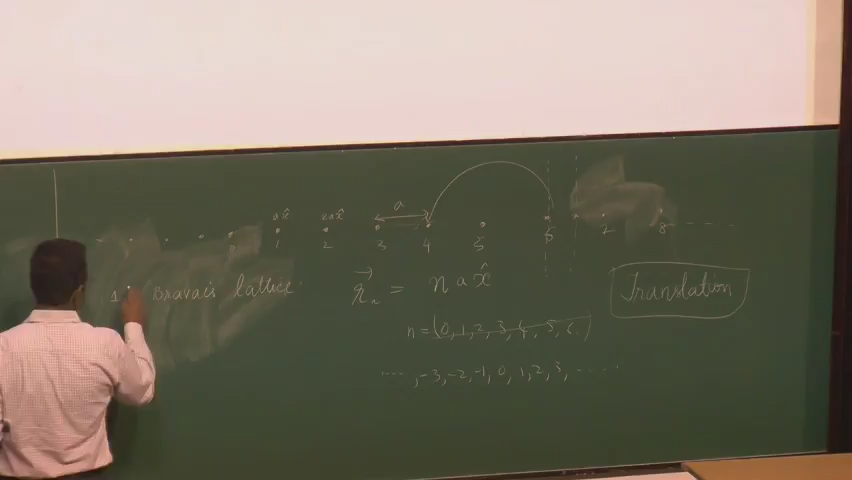 ax̂ 2ax̂ a
1 2 3 4 5 6 8
1 Bravais lattice
r⃗ₙ = n a x̂
Translation
n = (0, 1, 2, 3, 4, 5, 6.)
...., -3, -2, -1, 0, 1, 2, 3, ......